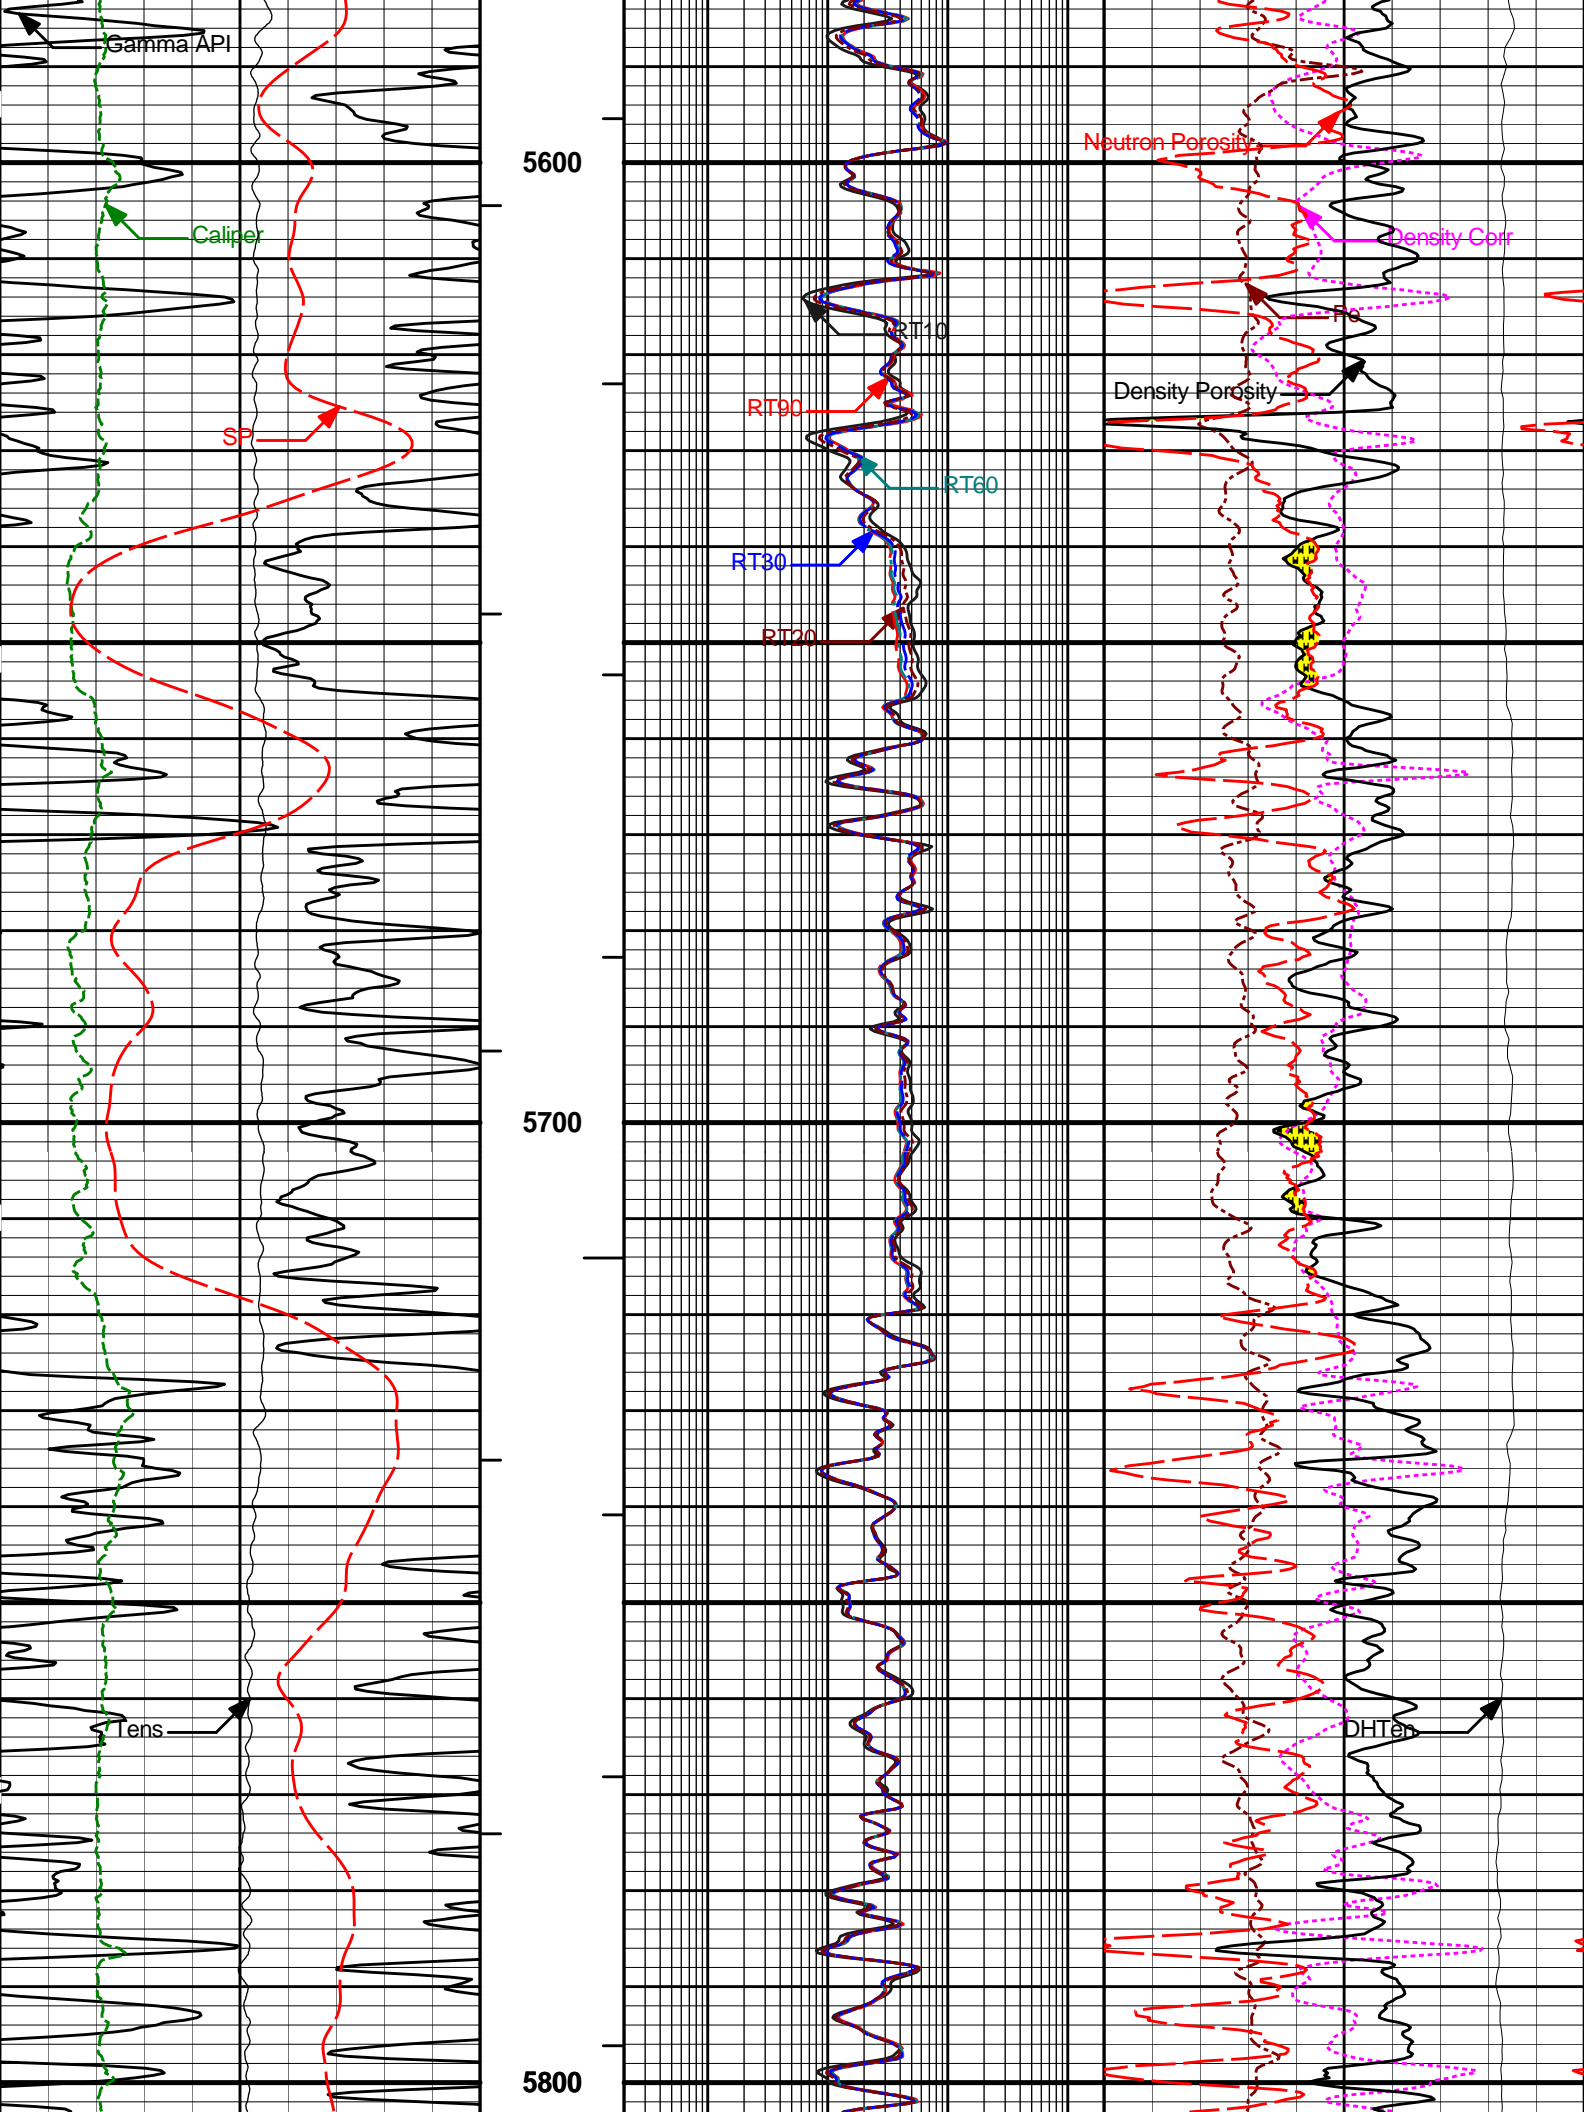 Gamma API
Neutron Porosity
5600
Caliper
Density Corr
Pe
RT10
Density Porosity
RT90
SP
RT60
RT30
RT20
5700
Tens
DHTen
5800